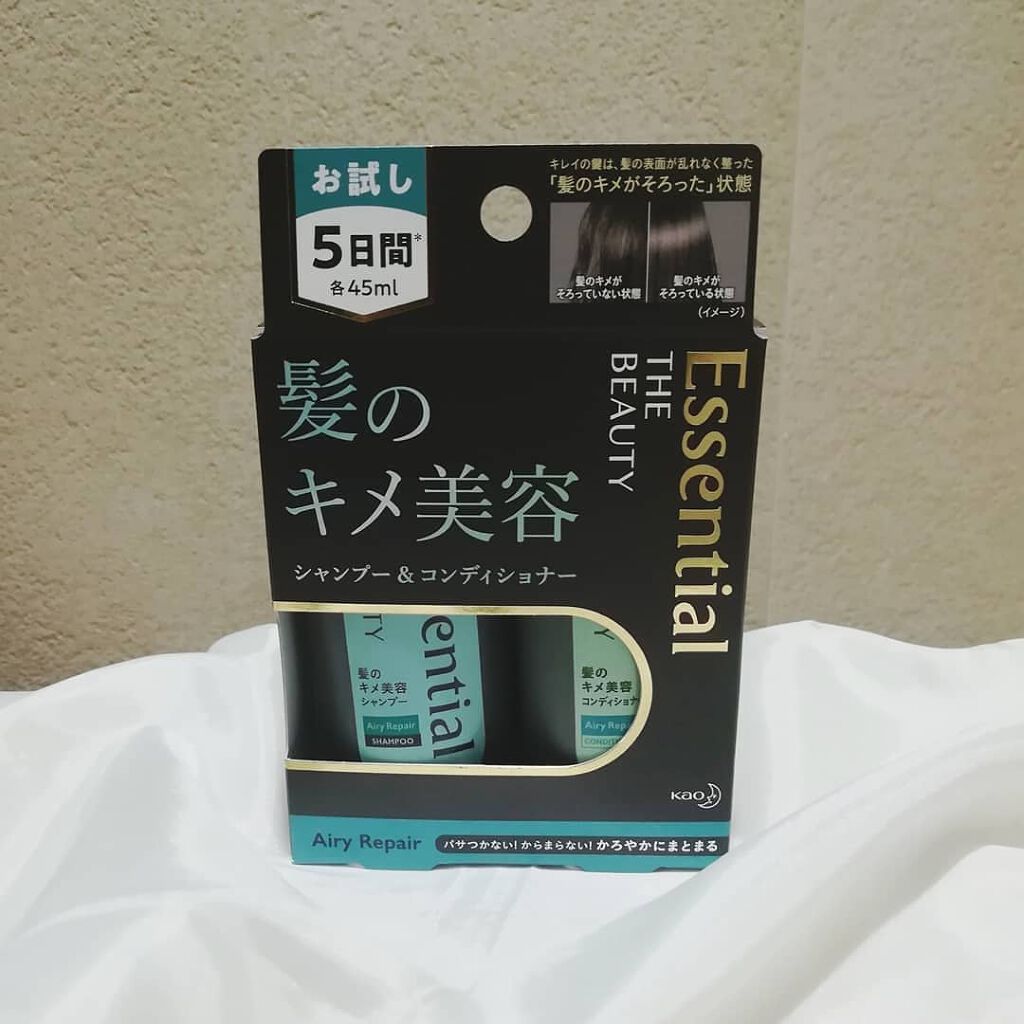 お試し
5日間*
各45ml
キレイの髪は、髪の表面が乱れなく整った
「髪のキメがそろった」状態
髪のキメが
そろっていない状態
髪のキメが
そろっている状態
(イメージ)
Essential
THE
BEAUTY
髪の
キメ美容
シャンプー&コンディショナー
ential
TY
髪の
キメ美容
シャンプー
Airy Repair
SHAMPOO
Y
髪の
キメ美容
コンディショナ
Airy Rep
CONDIT
Kao
Airy Repair
パサつかない!からまらない!かろやかにまとまる